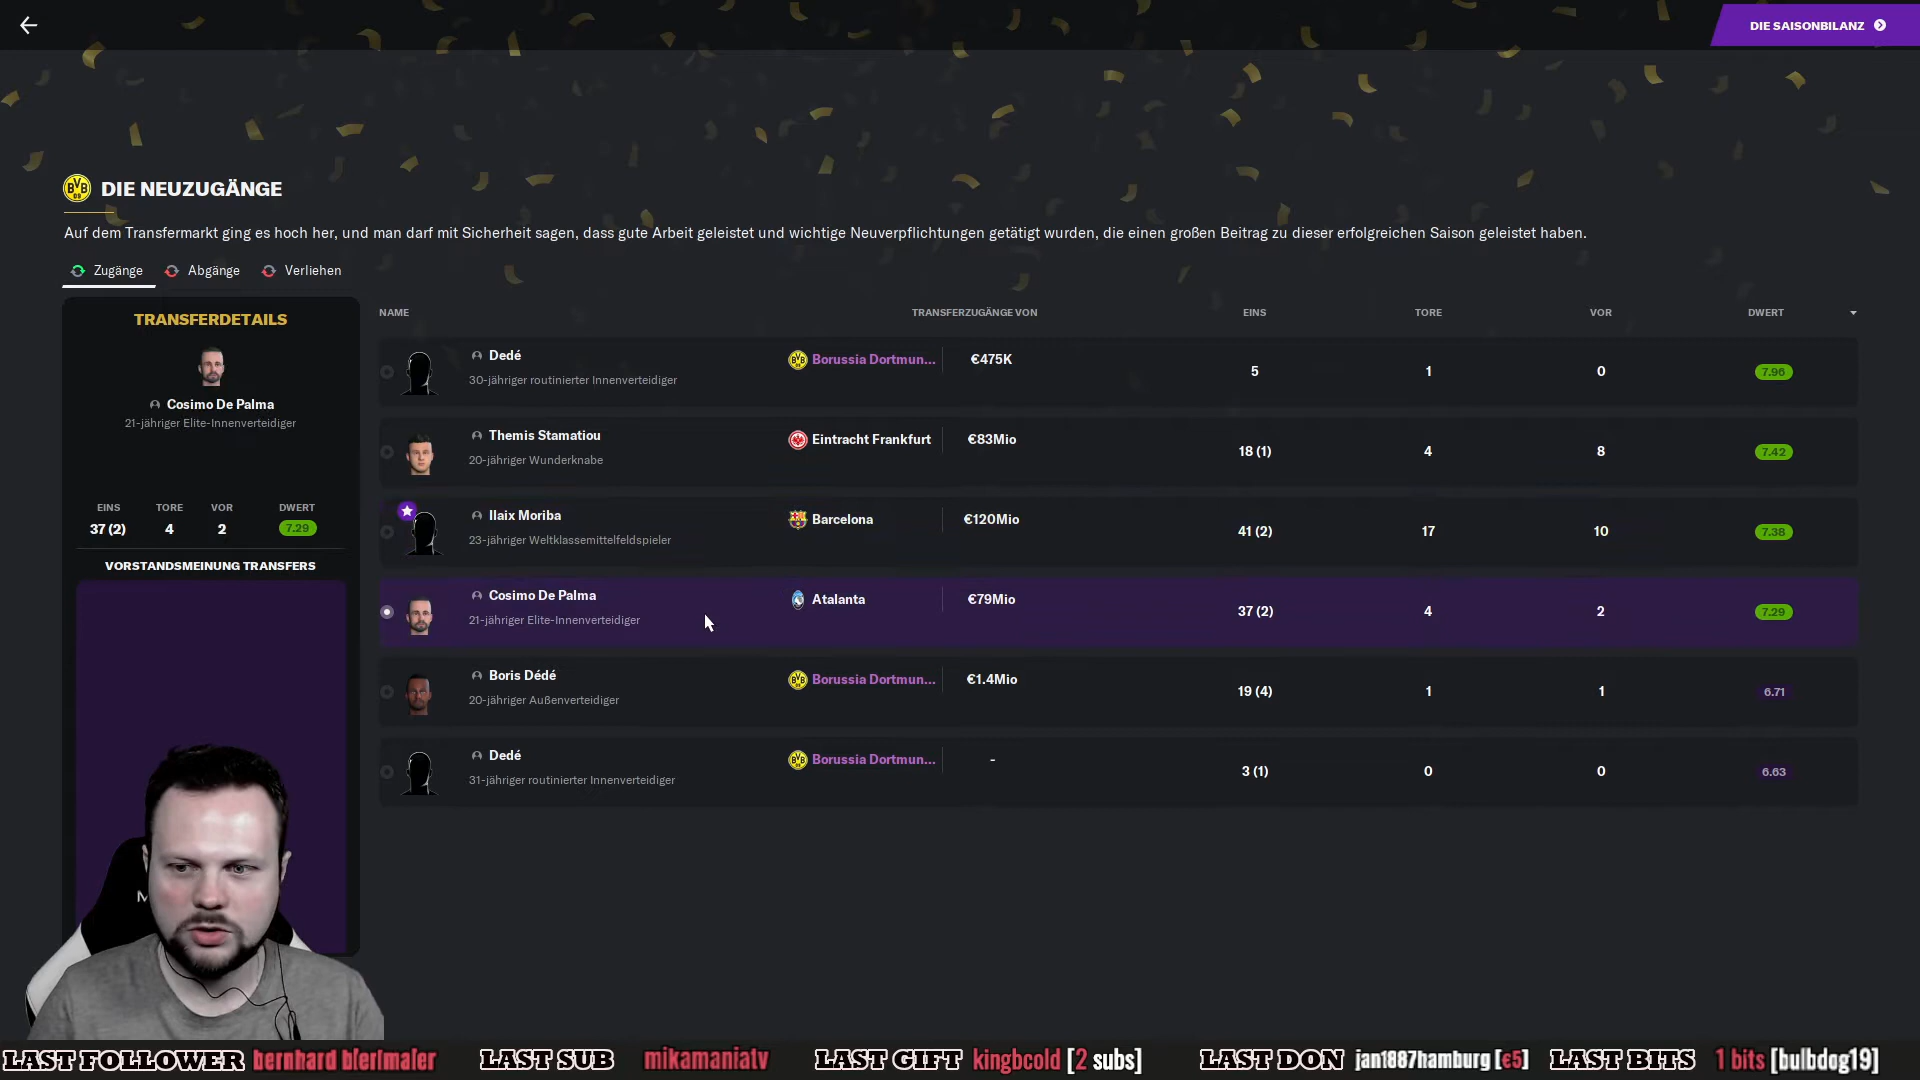 DIE SAISONBILANZ
DIE NEUZUGÄNGE
Auf dem Transfermarkt ging es hoch her, und man darf mit Sicherheit sagen, dass gute Arbeit geleistet und wichtige Neuverpflichtungen getätigt wurden, die einen großen Beitrag zu dieser erfolgreichen Saison geleistet haben.
Zugänge Abgänge Verliehen
TRANSFERDETAILS
Cosimo De Palma
21-jähriger Elite-Innenverteidiger
EINS TORE VOR DWERT
37 (2) 4 2 7.29
VORSTANDSMEINUNG TRANSFERS
NAME TRANSFERZUGÄNGE VON EINS TORE VOR DWERT
Dedé Borussia Dortmun... €475K 5 1 0 7.96
30-jähriger routinierter Innenverteidiger
Themis Stamatiou Eintracht Frankfurt €83Mio 18 (1) 4 8 7.42
20-jähriger Wunderknabe
Ilaix Moriba Barcelona €120Mio 41 (2) 17 10 7.38
23-jähriger Weltklassemittelfeldspieler
Cosimo De Palma Atalanta €79Mio 37 (2) 4 2 7.29
21-jähriger Elite-Innenverteidiger
Boris Dédé Borussia Dortmun... €1.4Mio 19 (4) 1 1 6.71
20-jähriger Außenverteidiger
Dedé Borussia Dortmun... - 3 (1) 0 0 6.63
31-jähriger routinierter Innenverteidiger
LAST FOLLOWER bernhard bierlmaier LAST SUB mikamaniatv LAST GIFT kingbcold [2 subs] LAST DON jan1887hamburg [€5] LAST BITS 1 bits [bulbdog19]